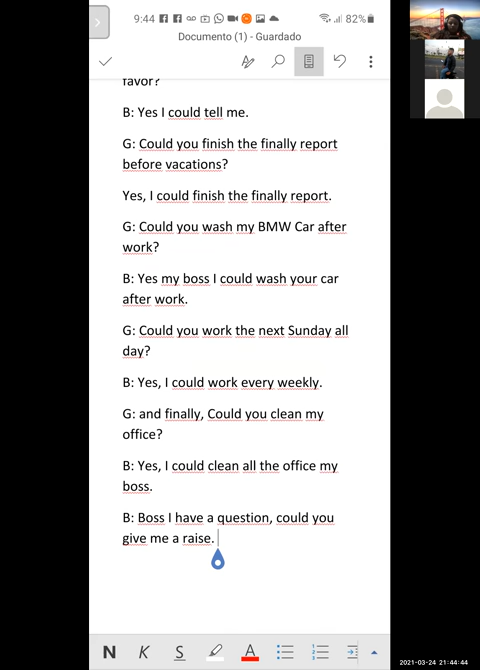 9:44
82%
Documento (1) - Guardado
favor?
B: Yes I could tell me.
G: Could you finish the finally report
before vacations?
Yes, I could finish the finally report.
G: Could you wash my BMW Car after
work?
B: Yes my boss I could wash your car
after work.
G: Could you work the next Sunday all
day?
B: Yes, I could work every weekly.
G: and finally, Could you clean my
office?
B: Yes, I could clean all the office my
boss.
B: Boss I have a question, could you
give me a raise.
N K S A
2021-03-24 21:44:44